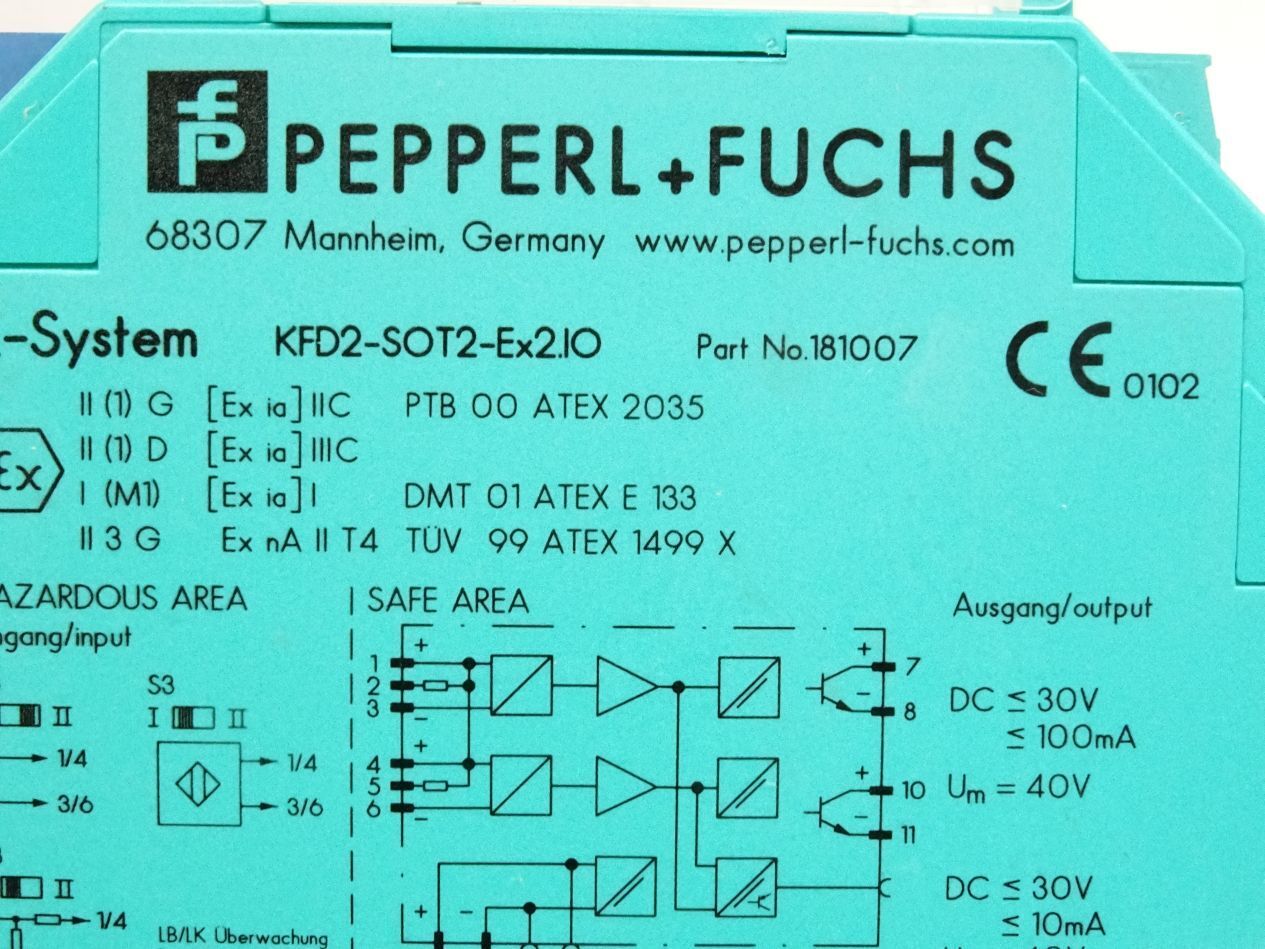 fp PEPPERL+FUCHS
68307 Mannheim, Germany www.pepperl-fuchs.com
-System KFD2-SOT2-Ex2.IO Part No.181007
CE 0102
II (1) G [Ex ia] IIC PTB 00 ATEX 2035
II (1) D [Ex ia] IIIC
Ex I (M1) [Ex ia] I DMT 01 ATEX E 133
II 3 G Ex nA II T4 TÜV 99 ATEX 1499 X
AZARDOUS AREA SAFE AREA Ausgang/output
ngang/input
+
1
2
3
−
+
4
5
6
−
+ −
+
7
−
8
+
10
−
11
S3
II
I II
1/4
3/6
1/4
3/6
II
1/4
LB/LK Überwachung
DC ≤ 30V
≤ 100mA
Um = 40V
DC ≤ 30V
≤ 10mA